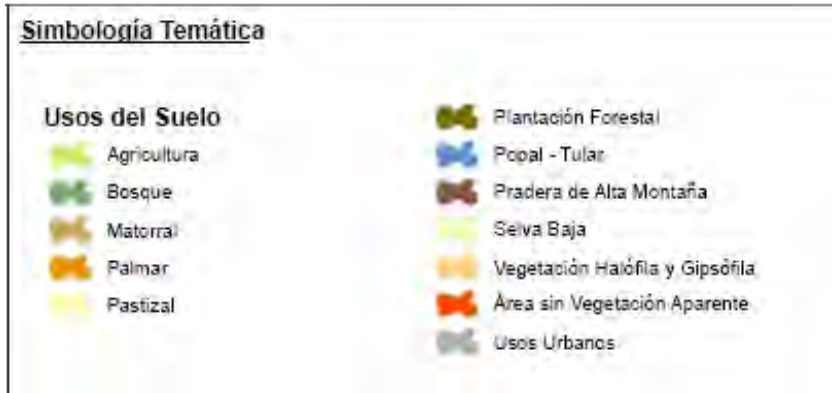 Simbología Temática
Usos del Suelo
Agricultura
Bosque
Matorral
Palmar
Pastizal
Plantación Forestal
Popal - Tular
Pradera de Alta Montaña
Selva Baja
Vegetación Halófila y Gipsófila
Área sin Vegetación Aparente
Usos Urbanos